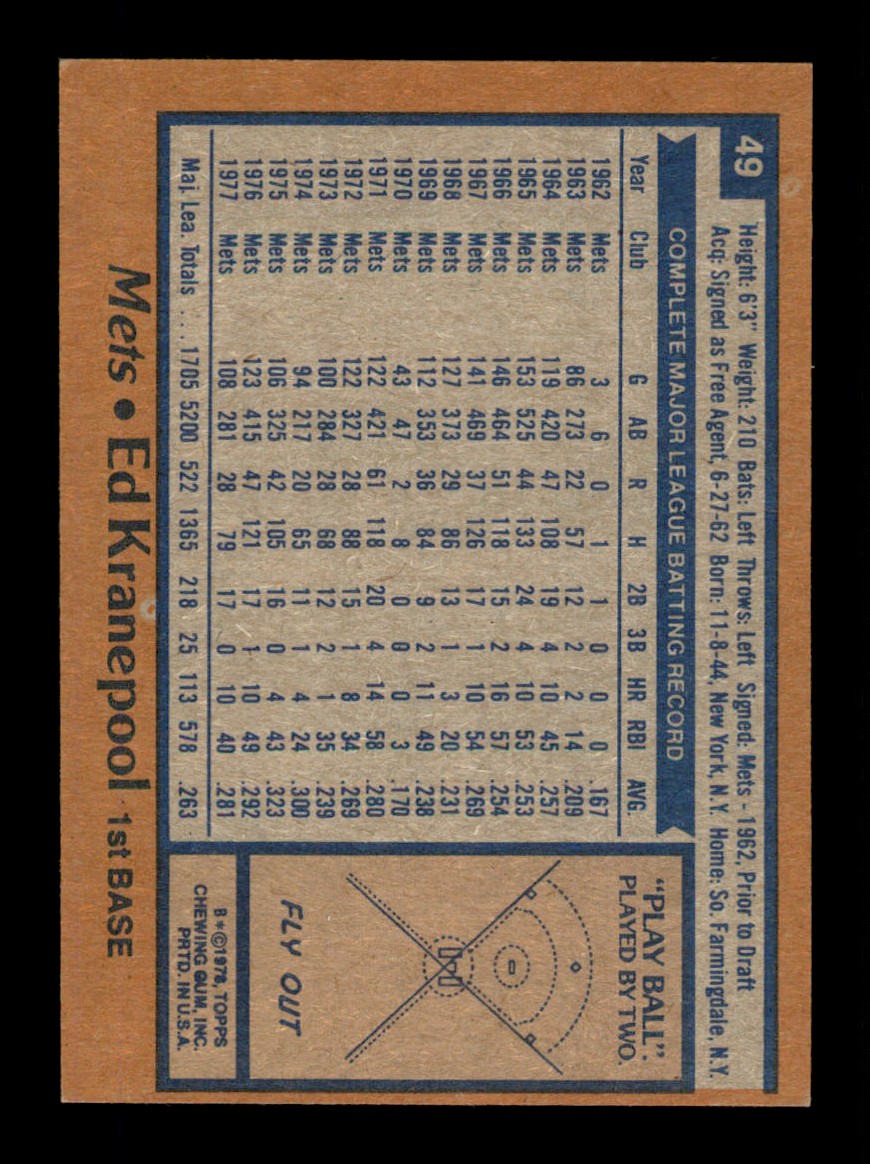 49
Height: 6'3" Weight: 210 Bats: Left Throws: Left Signed: Mets - 1962, Prior to Draft
Acq: Signed as Free Agent, 6-27-62 Born: 11-8-44, New York, N.Y. Home: So. Farmingdale, N.Y.
COMPLETE MAJOR LEAGUE BATTING RECORD
Year Club G AB R H 2B 3B HR RBI AVG.
1962 Mets 3 6 0 1 1 0 0 0 .167
1963 Mets 86 273 22 57 12 2 2 14 .209
1964 Mets 119 420 47 108 19 4 10 45 .257
1965 Mets 153 525 44 133 24 4 10 53 .253
1966 Mets 146 464 51 118 15 2 16 57 .254
1967 Mets 141 469 37 126 17 1 10 54 .269
1968 Mets 127 373 29 86 13 1 3 20 .231
1969 Mets 112 353 36 84 9 2 11 49 .238
1970 Mets 43 47 2 8 0 0 0 3 .170
1971 Mets 122 421 61 118 20 4 14 58 .280
1972 Mets 122 327 28 88 15 1 8 34 .269
1973 Mets 100 284 28 68 12 2 1 35 .239
1974 Mets 94 217 20 65 11 1 4 24 .300
1975 Mets 106 325 42 105 16 0 4 43 .323
1976 Mets 123 415 47 121 17 1 10 49 .292
1977 Mets 108 281 28 79 17 0 10 40 .281
Maj. Lea. Totals ... 1705 5200 522 1365 218 25 113 578 .263
"PLAY BALL":
PLAYED BY TWO.
FLY OUT
B*©1978, TOPPS
CHEWING GUM, INC.
PRTD. IN U.S.A.
Mets • Ed Kranepool 1st BASE